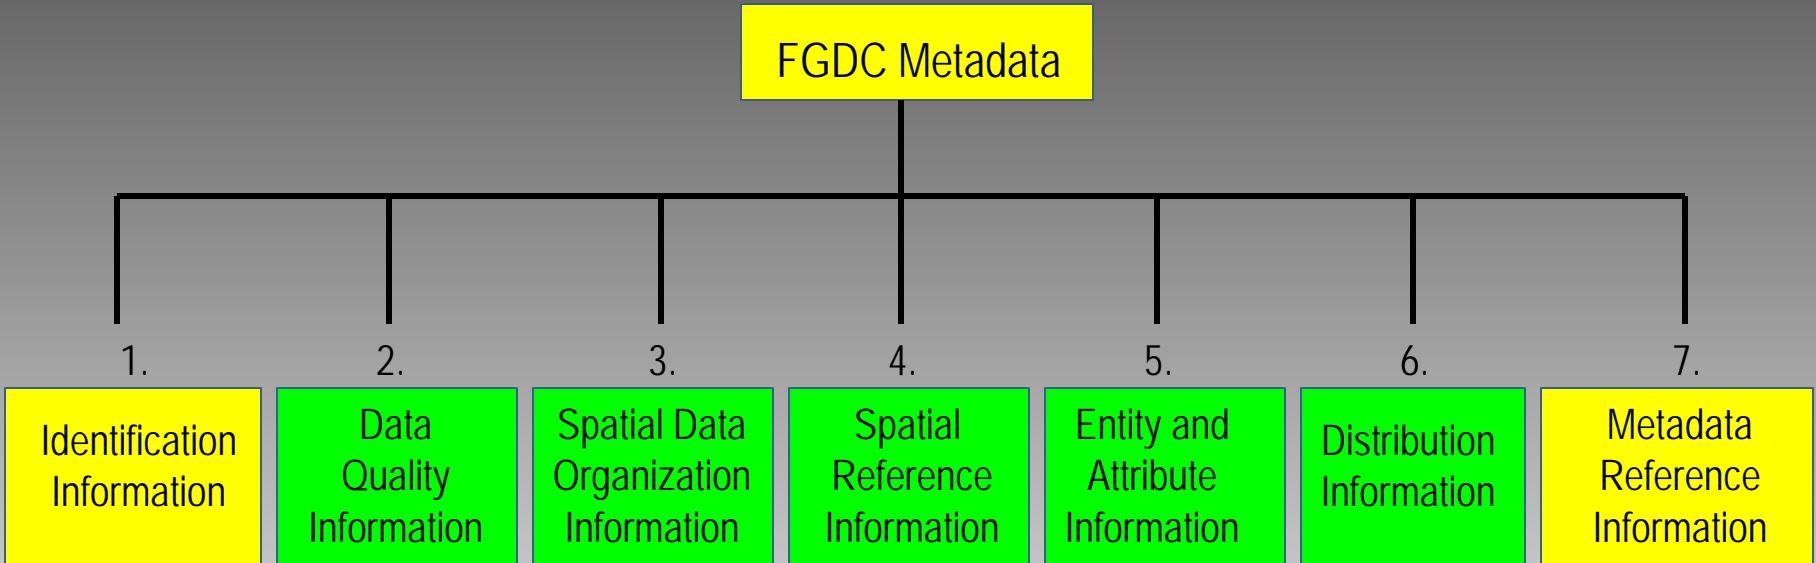 FGDC Metadata
1.
2.
3.
4.
5.
6.
7.
Identification
Information
Data
Quality
Information
Spatial Data
Organization
Information
Spatial
Reference
Information
Entity and
Attribute
Information
Distribution
Information
Metadata
Reference
Information